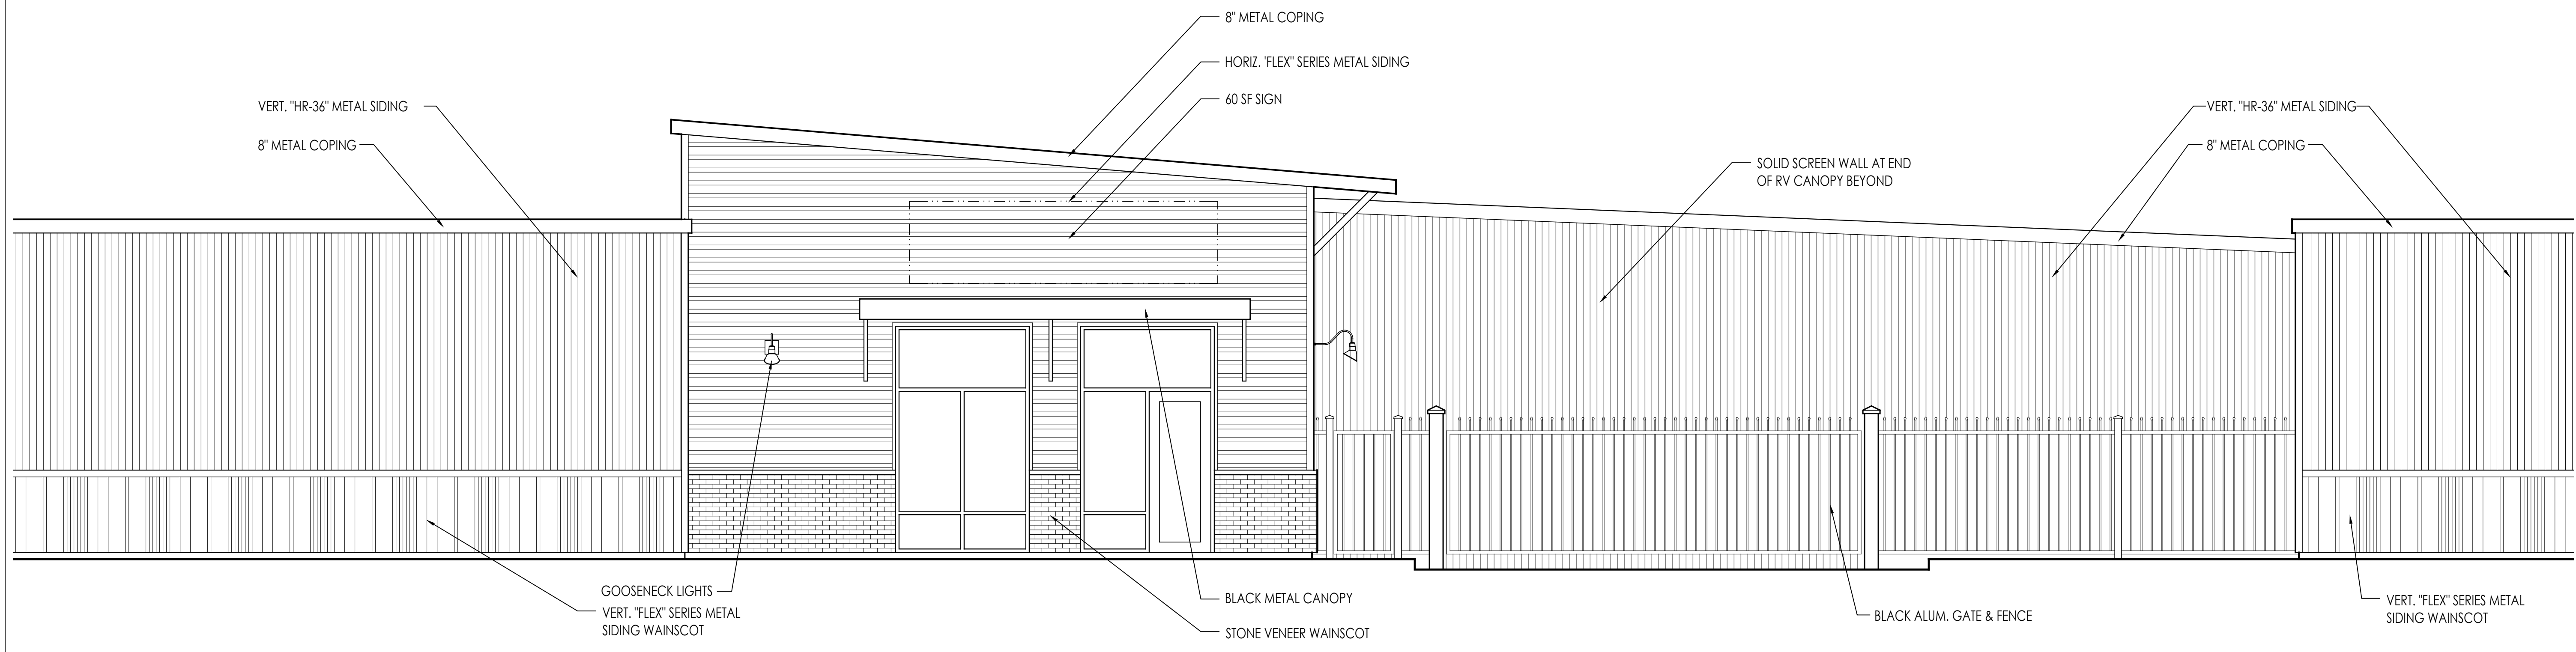 8" METAL COPING
HORIZ. 'FLEX" SERIES METAL SIDING
60 SF SIGN
VERT. "HR-36" METAL SIDING
8" METAL COPING
SOLID SCREEN WALL AT END
OF RV CANOPY BEYOND
VERT. "HR-36" METAL SIDING
8" METAL COPING
GOOSENECK LIGHTS
VERT. "FLEX" SERIES METAL
SIDING WAINSCOT
BLACK METAL CANOPY
STONE VENEER WAINSCOT
BLACK ALUM. GATE & FENCE
VERT. "FLEX" SERIES METAL
SIDING WAINSCOT